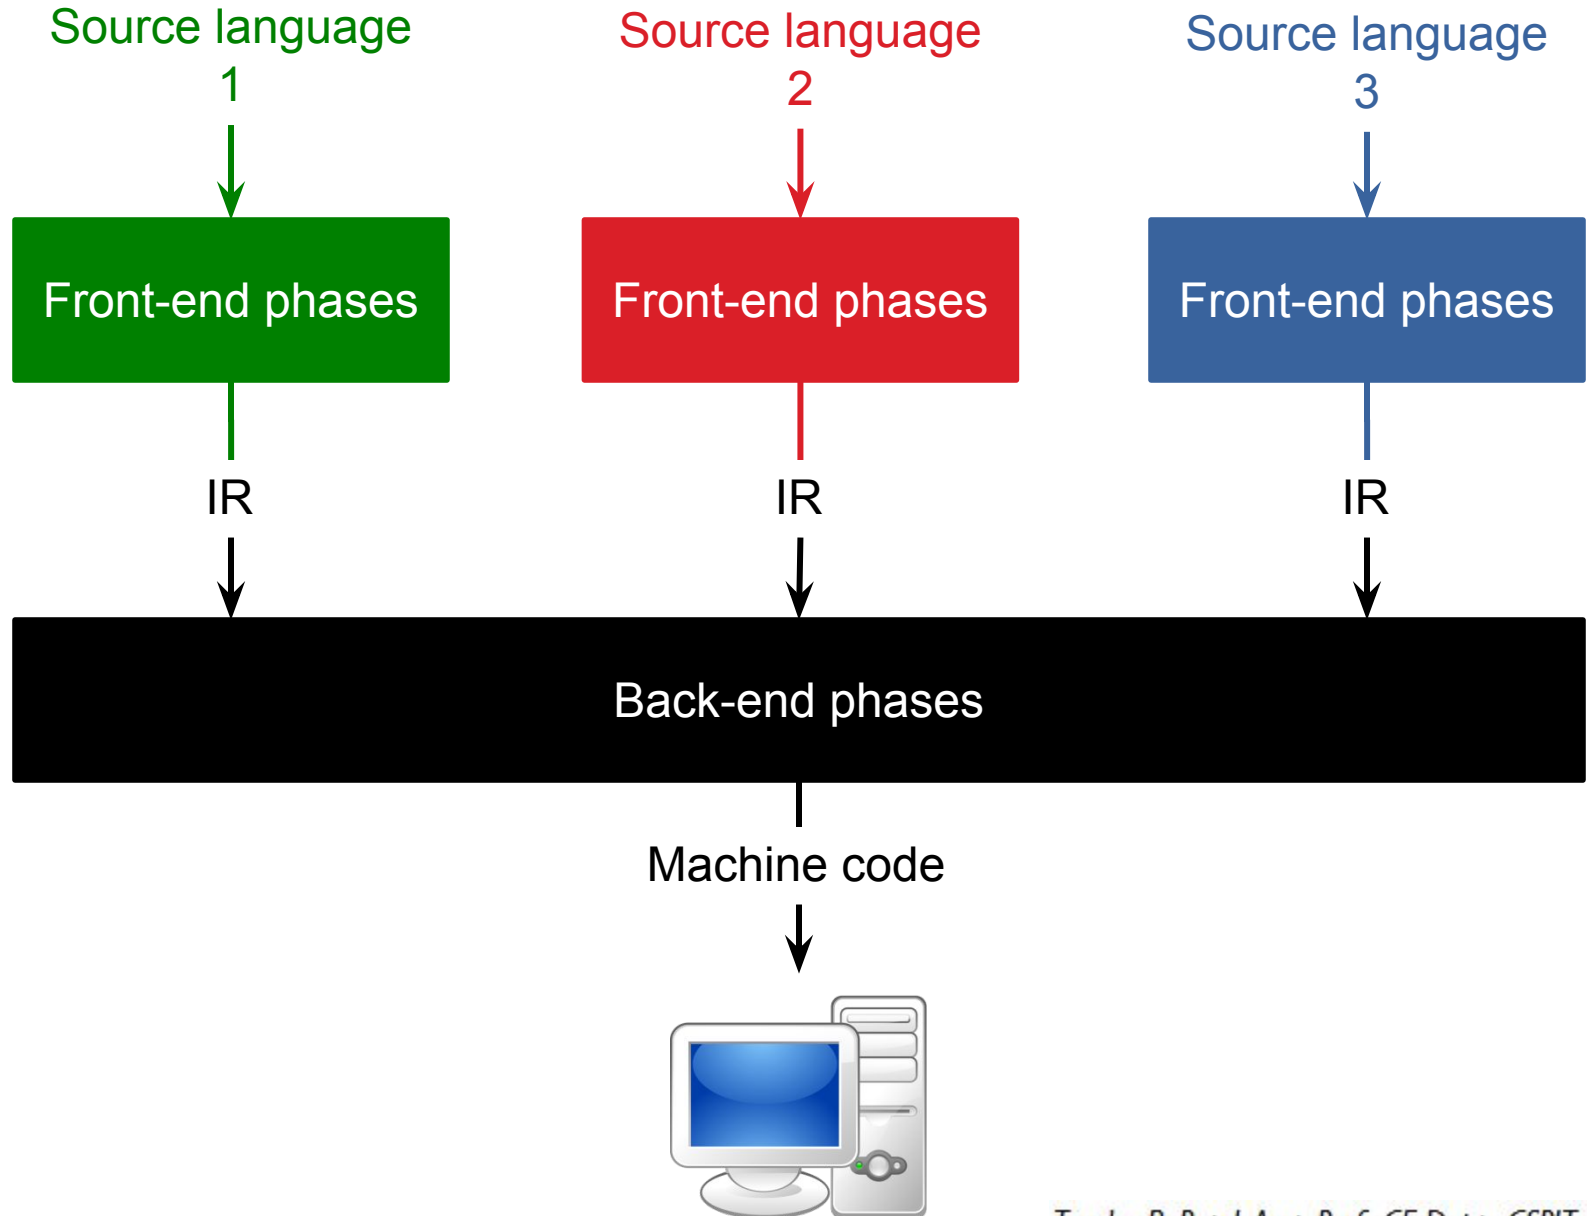 Source language
1
Source language
2
Source language
3
Front-end phases
Front-end phases
Front-end phases
IR
IR
IR
Back-end phases
Machine code